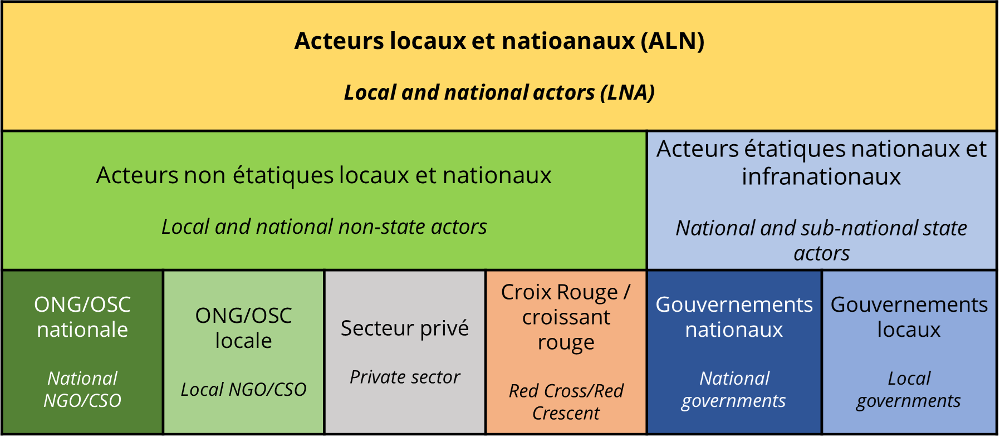 Acteurs locaux et natioanaux (ALN)
Local and national actors (LNA)
Acteurs non étatiques locaux et nationaux
Local and national non-state actors
Acteurs étatiques nationaux et
infranationaux
National and sub-national state
actors
ONG/OSC
nationale
National
NGO/CSO
ONG/OSC
locale
Local NGO/CSO
Secteur privé
Private sector
Croix Rouge /
croissant
rouge
Red Cross/Red
Crescent
Gouvernements
nationaux
National
governments
Gouvernements
locaux
Local
governments